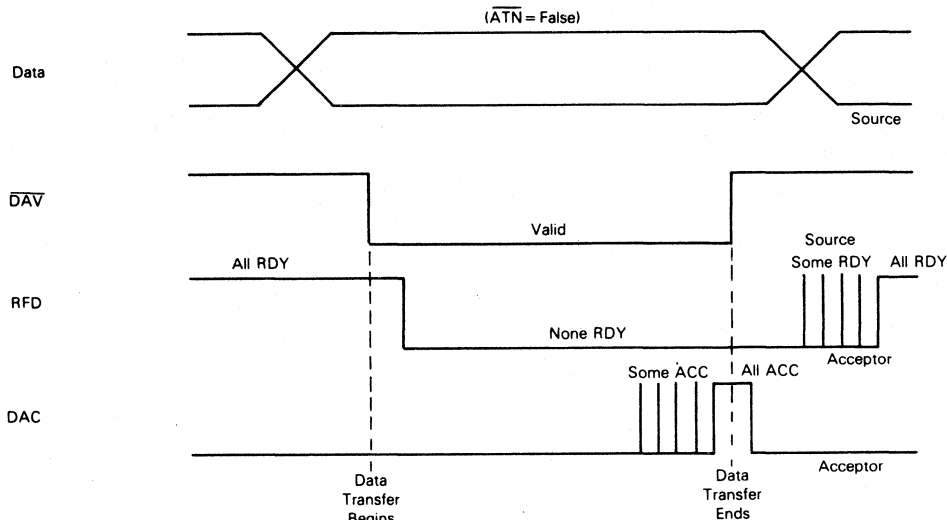 (ATN = False)
Data
Source
DAV
Valid
Source
All RDY
Some RDY
All RDY
RFD
None RDY
Acceptor
Some ACC
All ACC
DAC
Acceptor
Data
Transfer
Begins
Data
Transfer
Ends